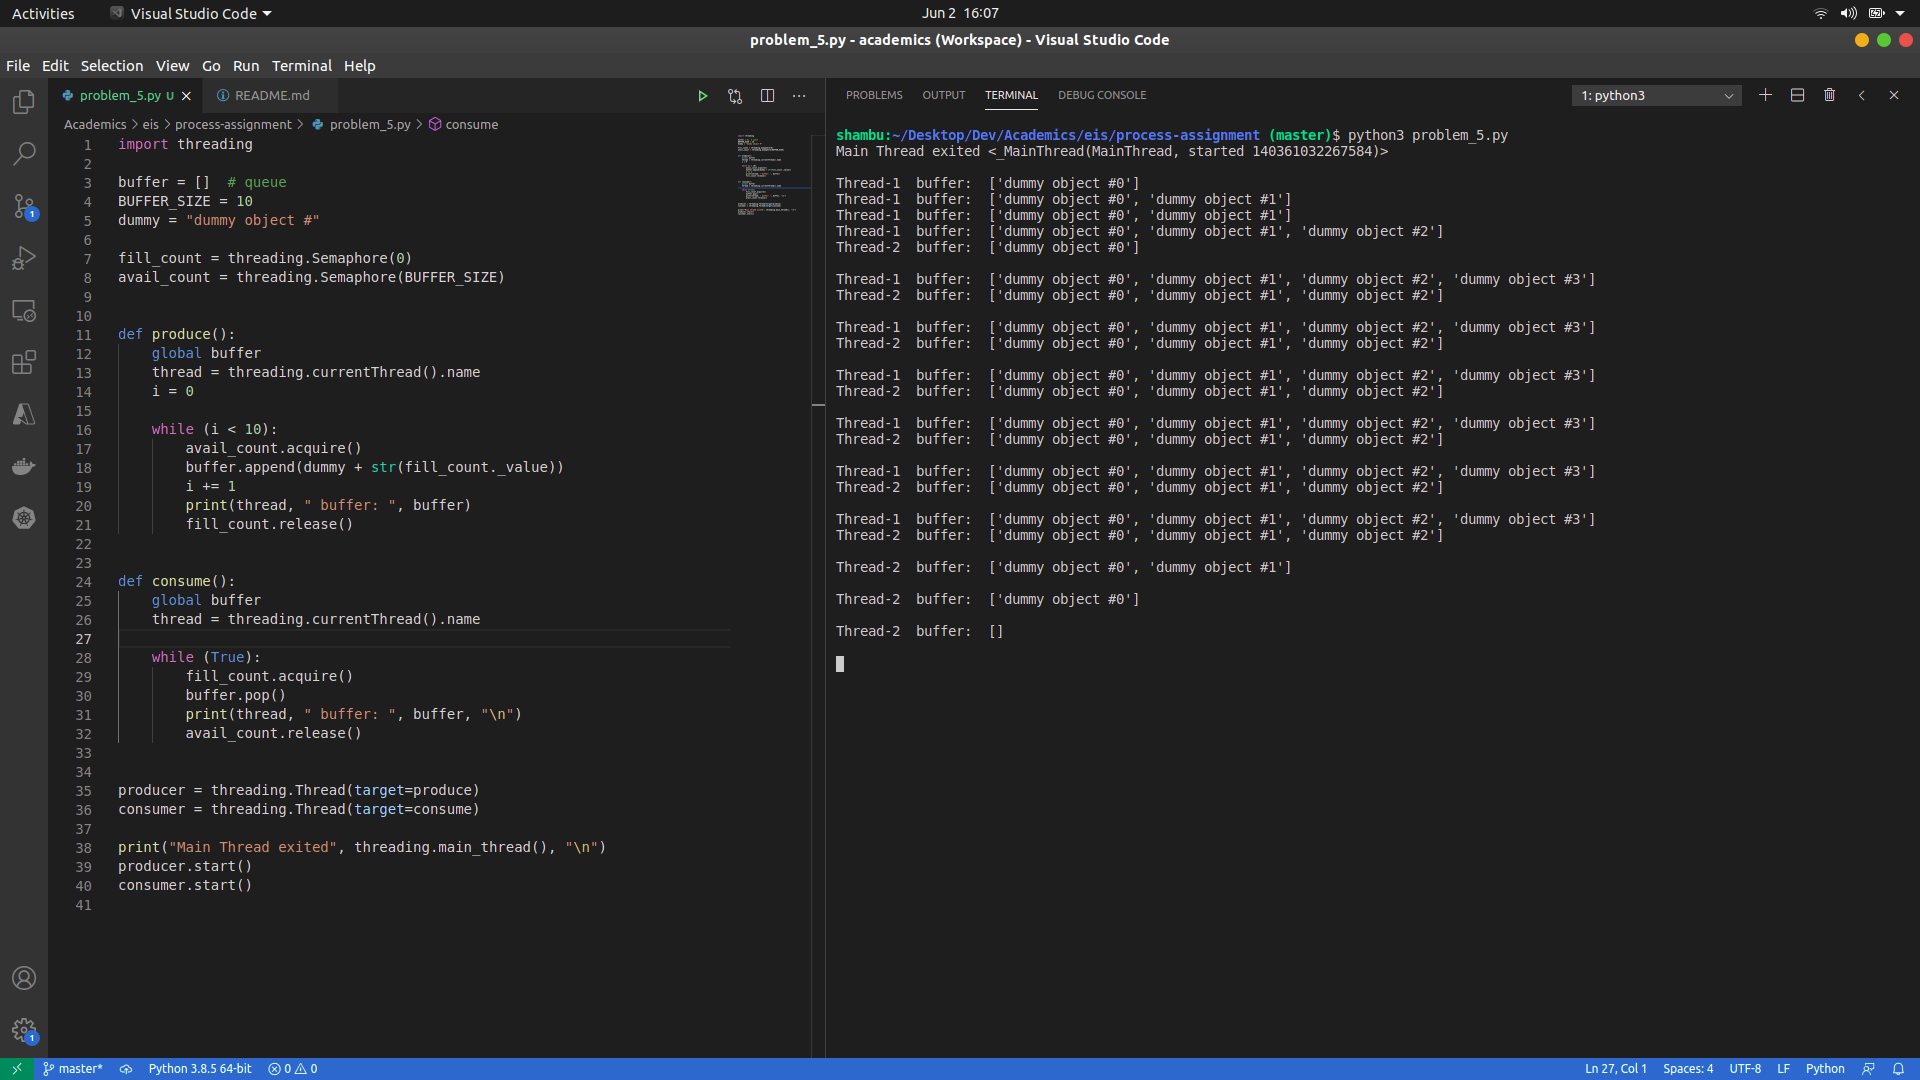 Activities Visual Studio Code Jun 2 16:07
problem_5.py - academics (Workspace) - Visual Studio Code
File Edit Selection View Go Run Terminal Help
problem_5.py U README.md
Academics > eis > process-assignment > problem_5.py > consume
1 import threading
2
3 buffer = []  # queue
4 BUFFER_SIZE = 10
5 dummy = "dummy object #"
6
7 fill_count = threading.Semaphore(0)
8 avail_count = threading.Semaphore(BUFFER_SIZE)
9
10
11 def produce():
12     global buffer
13     thread = threading.currentThread().name
14     i = 0
15
16     while (i < 10):
17         avail_count.acquire()
18         buffer.append(dummy + str(fill_count._value))
19         i += 1
20         print(thread, " buffer: ", buffer)
21         fill_count.release()
22
23
24 def consume():
25     global buffer
26     thread = threading.currentThread().name
27
28     while (True):
29         fill_count.acquire()
30         buffer.pop()
31         print(thread, " buffer: ", buffer, "\n")
32         avail_count.release()
33
34
35 producer = threading.Thread(target=produce)
36 consumer = threading.Thread(target=consume)
37
38 print("Main Thread exited", threading.main_thread(), "\n")
39 producer.start()
40 consumer.start()
41
PROBLEMS OUTPUT TERMINAL DEBUG CONSOLE 1: python3
shambu:~/Desktop/Dev/Academics/eis/process-assignment (master)$ python3 problem_5.py
Main Thread exited <_MainThread(MainThread, started 140361032267584)>
Thread-1  buffer:  ['dummy object #0']
Thread-1  buffer:  ['dummy object #0', 'dummy object #1']
Thread-1  buffer:  ['dummy object #0', 'dummy object #1']
Thread-1  buffer:  ['dummy object #0', 'dummy object #1', 'dummy object #2']
Thread-2  buffer:  ['dummy object #0']
Thread-1  buffer:  ['dummy object #0', 'dummy object #1', 'dummy object #2', 'dummy object #3']
Thread-2  buffer:  ['dummy object #0', 'dummy object #1', 'dummy object #2']
Thread-1  buffer:  ['dummy object #0', 'dummy object #1', 'dummy object #2', 'dummy object #3']
Thread-2  buffer:  ['dummy object #0', 'dummy object #1', 'dummy object #2']
Thread-1  buffer:  ['dummy object #0', 'dummy object #1', 'dummy object #2', 'dummy object #3']
Thread-2  buffer:  ['dummy object #0', 'dummy object #1', 'dummy object #2']
Thread-1  buffer:  ['dummy object #0', 'dummy object #1', 'dummy object #2', 'dummy object #3']
Thread-2  buffer:  ['dummy object #0', 'dummy object #1', 'dummy object #2']
Thread-1  buffer:  ['dummy object #0', 'dummy object #1', 'dummy object #2', 'dummy object #3']
Thread-2  buffer:  ['dummy object #0', 'dummy object #1', 'dummy object #2']
Thread-1  buffer:  ['dummy object #0', 'dummy object #1', 'dummy object #2', 'dummy object #3']
Thread-2  buffer:  ['dummy object #0', 'dummy object #1', 'dummy object #2']
Thread-2  buffer:  ['dummy object #0', 'dummy object #1']
Thread-2  buffer:  ['dummy object #0']
Thread-2  buffer:  []
1
1
master* Python 3.8.5 64-bit 0 0 Ln 27, Col 1 Spaces: 4 UTF-8 LF Python